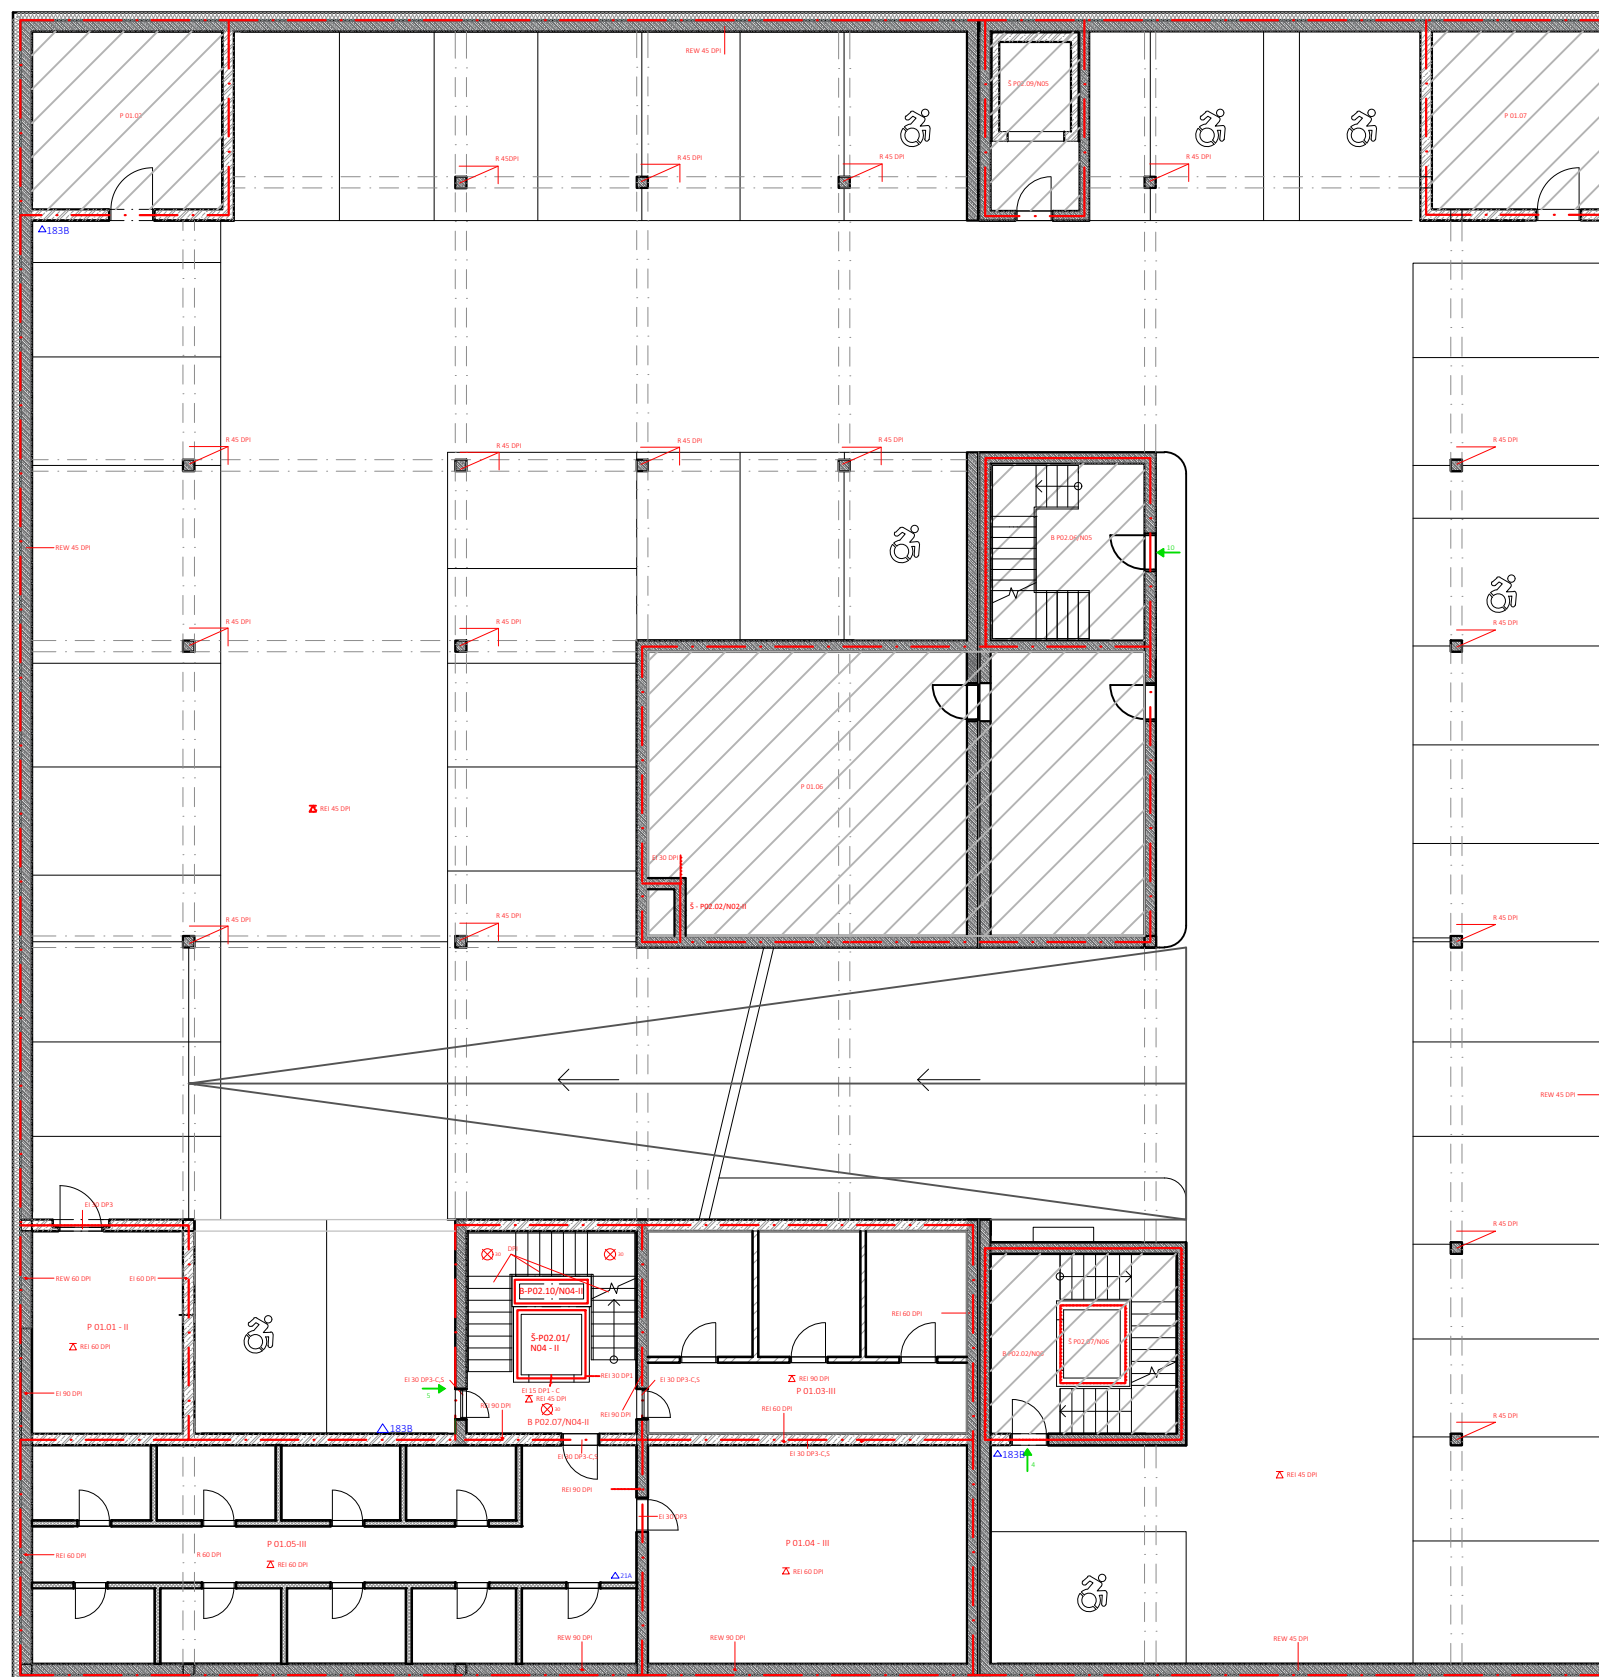 REW 45 DPI
Š P02.09/N05
P 01.07
R 45DPI
R 45 DPI
R 45 DPI
R 45 DPI
183B
R 45 DPI
R 45 DPI
R 45 DPI
R 45 DPI
R 45 DPI
B P02.06/N05
REW 45 DPI
10
R 45 DPI
R 45 DPI
R 45 DPI
P 01.06
REI 45 DPI
EI 30 DPI
Š - P02.02/N02-II
R 45 DPI
R 45 DPI
R 45 DPI
REW 45 DPI
EI 30 DP3
R 45 DPI
30
DPI
30
REW 60 DPI
EI 60 DPI
B-P02.10/N04-II
REI 60 DPI
P 01.01 - II
Š-P02.01/
N04 - II
Š P02.07/N06
REI 60 DPI
REI 30 DP1
EI 30 DP3-C,S
EI 30 DP3-C,S
REI 90 DPI
EI 15 DP1 - C
P 01.03-III
EI 90 DPI
5
REI 45 DPI
REI 90 DPI
30
REI 90 DPI
REI 60 DPI
B P02.07/N04-II
R 45 DPI
183B
183B
EI 30 DP3-C,S
EI 30 DP3-C,S
4
REI 45 DPI
REI 90 DPI
EI 30 DP3
P 01.05-III
P 01.04 - III
REI 60 DPI
R 60 DPI
REI 60 DPI
REI 60 DPI
21A
REW 90 DPI
REW 90 DPI
REW 45 DPI